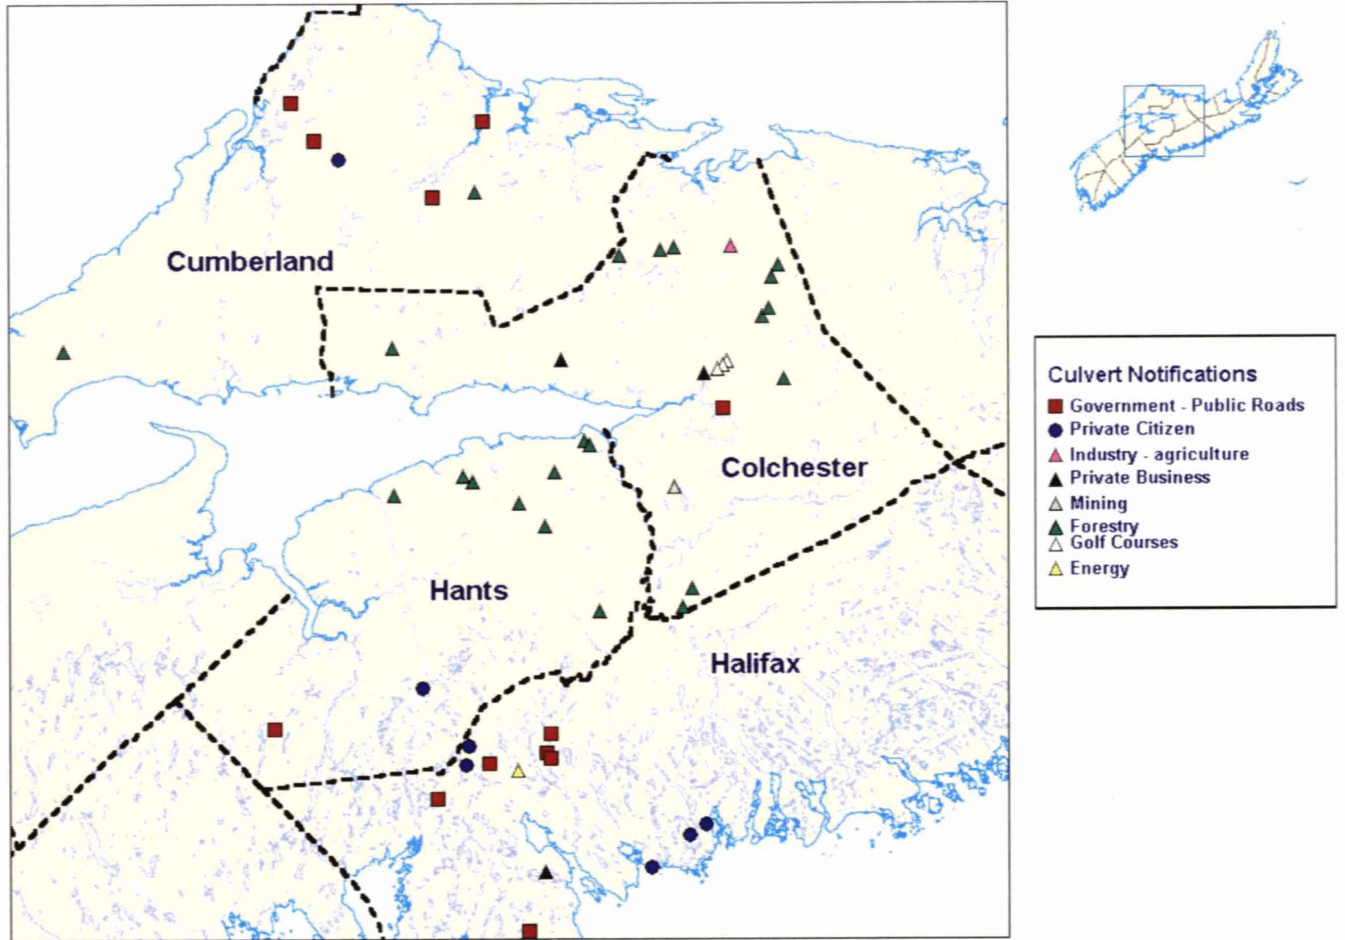 Cumberland
Colchester
Hants
Halifax
Culvert Notifications
Government - Public Roads
Private Citizen
Industry - agriculture
Private Business
Mining
Forestry
Golf Courses
Energy